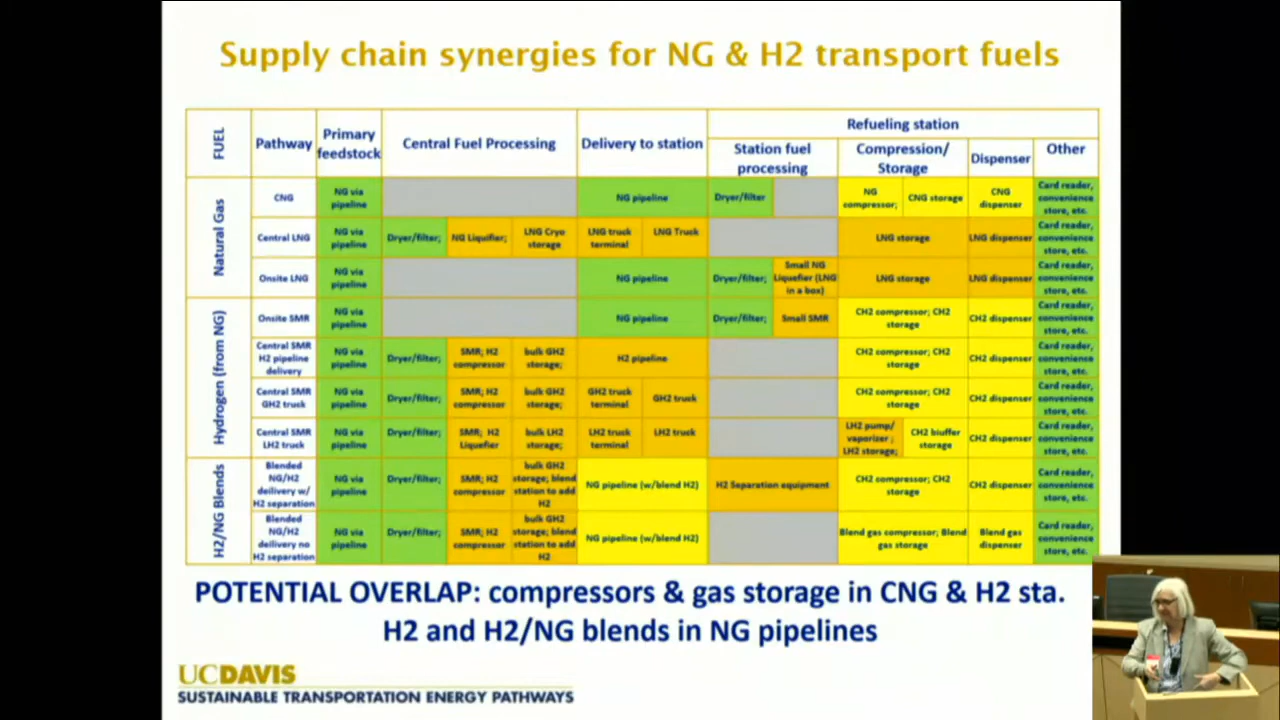 Supply chain synergies for NG & H2 transport fuels
FUEL
Pathway
Primary
feedstock
Central Fuel Processing
Delivery to station
Refueling station
Station fuel
processing
Compression/
Storage
Dispenser
Other
Natural Gas
CNG
NG via
pipeline
NG pipeline
Dryer/filter
NG
compressor;
CNG storage
CNG
dispenser
Card reader,
convenience
store, etc.
Central LNG
NG via
pipeline
Dryer/filter;
NG Liquifier;
LNG Cryo
storage
LNG truck
terminal
LNG Truck
LNG storage
LNG dispenser
Card reader,
convenience
store, etc.
Onsite LNG
NG via
pipeline
NG pipeline
Dryer/filter;
Small NG
Liquefier (LNG
in a box)
LNG storage
LNG dispenser
Card reader,
convenience
store, etc.
Hydrogen (from NG)
Onsite SMR
NG via
pipeline
NG pipeline
Dryer/filter;
Small SMR
CH2 compressor; CH2
storage
CH2 dispenser
Card reader,
convenience
store, etc.
Central SMR
H2 pipeline
delivery
NG via
pipeline
Dryer/filter;
SMR; H2
compressor
bulk GH2
storage;
H2 pipeline
CH2 compressor; CH2
storage
CH2 dispenser
Card reader,
convenience
store, etc.
Central SMR
GH2 truck
NG via
pipeline
Dryer/filter;
SMR; H2
compressor
bulk GH2
storage;
GH2 truck
terminal
GH2 truck
CH2 compressor; CH2
storage
CH2 dispenser
Card reader,
convenience
store, etc.
Central SMR
LH2 truck
NG via
pipeline
Dryer/filter;
SMR; H2
Liquefier
bulk LH2
storage;
LH2 truck
terminal
LH2 truck
LH2 pump/
vaporizer ;
LH2 storage;
CH2 buffer
storage
CH2 dispenser
Card reader,
convenience
store, etc.
H2/NG Blends
Blended
NG/H2
delivery w/
H2 separation
NG via
pipeline
Dryer/filter;
SMR; H2
compressor
bulk GH2
storage; blend
station to add
H2
NG pipeline (w/blend H2)
H2 Separation equipment
CH2 compressor; CH2
storage
CH2 dispenser
Card reader,
convenience
store, etc.
Blended
NG/H2
delivery no
H2 separation
NG via
pipeline
Dryer/filter;
SMR; H2
compressor
bulk GH2
storage; blend
station to add
H2
NG pipeline (w/blend H2)
Blend gas compressor; Blend
gas storage
Blend gas
dispenser
Card reader,
convenience
store, etc.
POTENTIAL OVERLAP: compressors & gas storage in CNG & H2 sta.
H2 and H2/NG blends in NG pipelines
UCDAVIS
SUSTAINABLE TRANSPORTATION ENERGY PATHWAYS